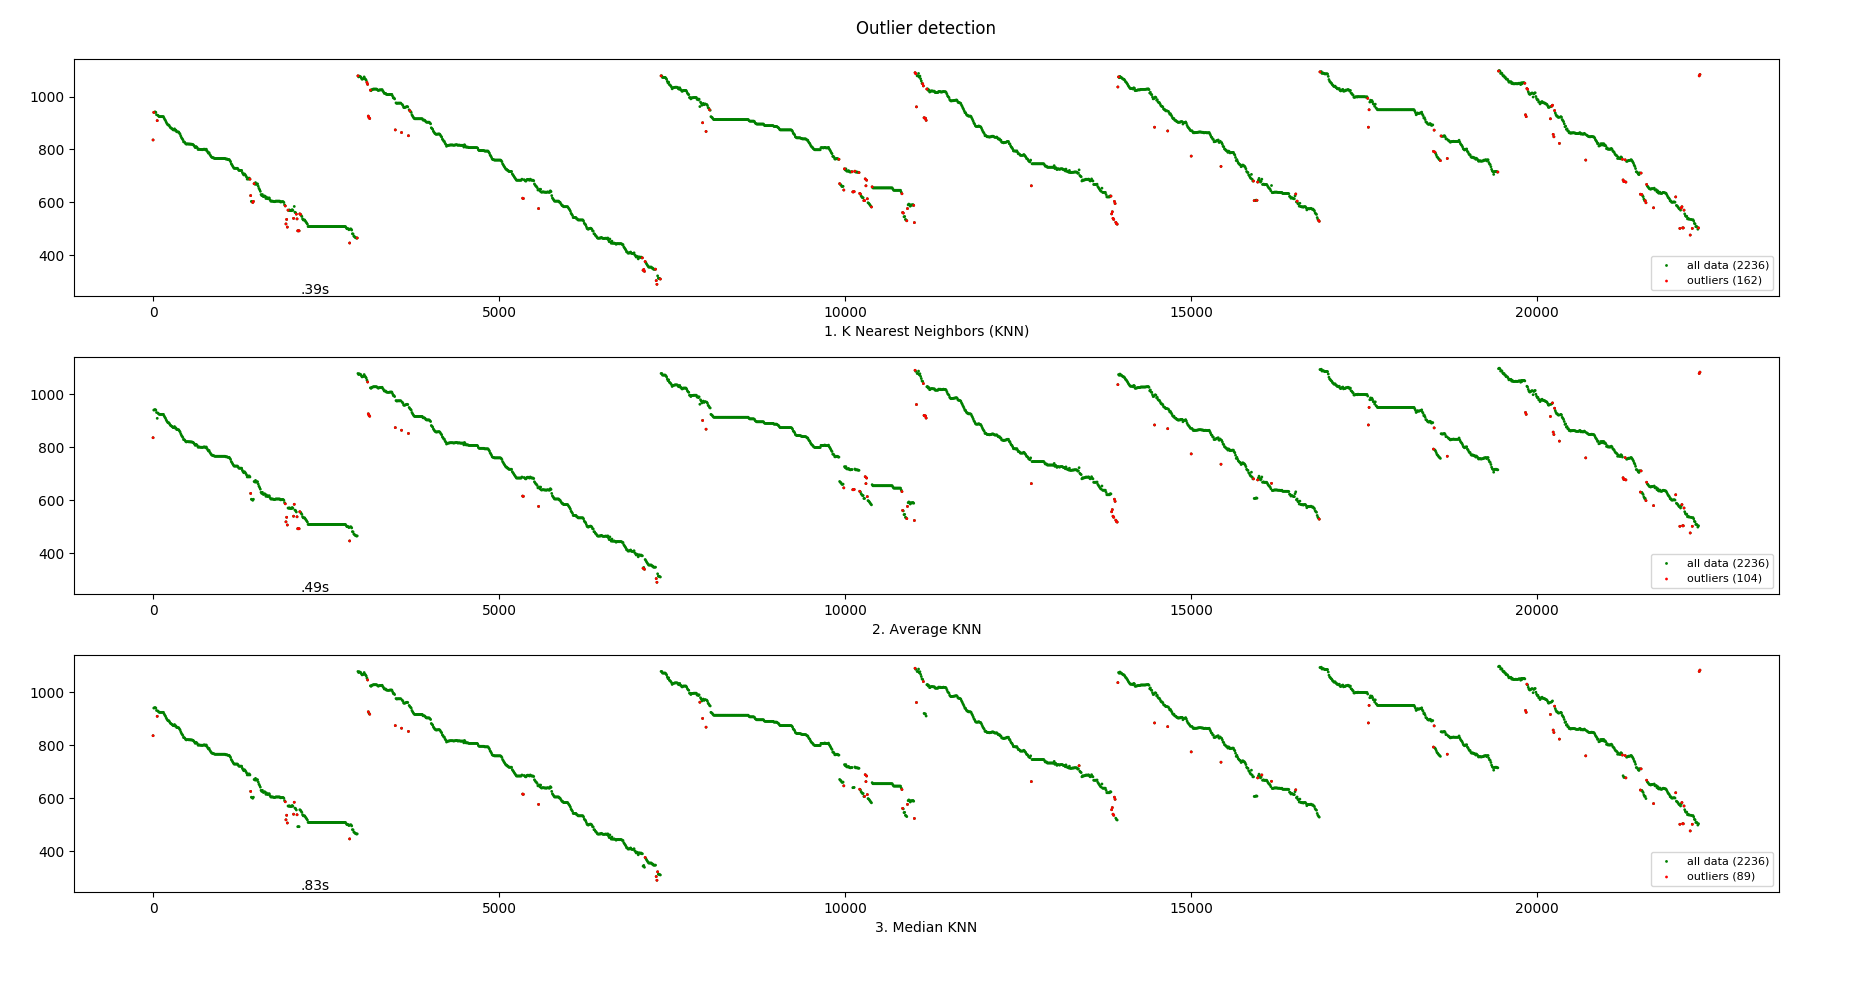 Outlier detection
1000
800
600
400
.39s
all data (2236)
outliers (162)
0 5000 10000 15000 20000
1. K Nearest Neighbors (KNN)
1000
800
600
400
.49s
all data (2236)
outliers (104)
0 5000 10000 15000 20000
2. Average KNN
1000
800
600
400
.83s
all data (2236)
outliers (89)
0 5000 10000 15000 20000
3. Median KNN